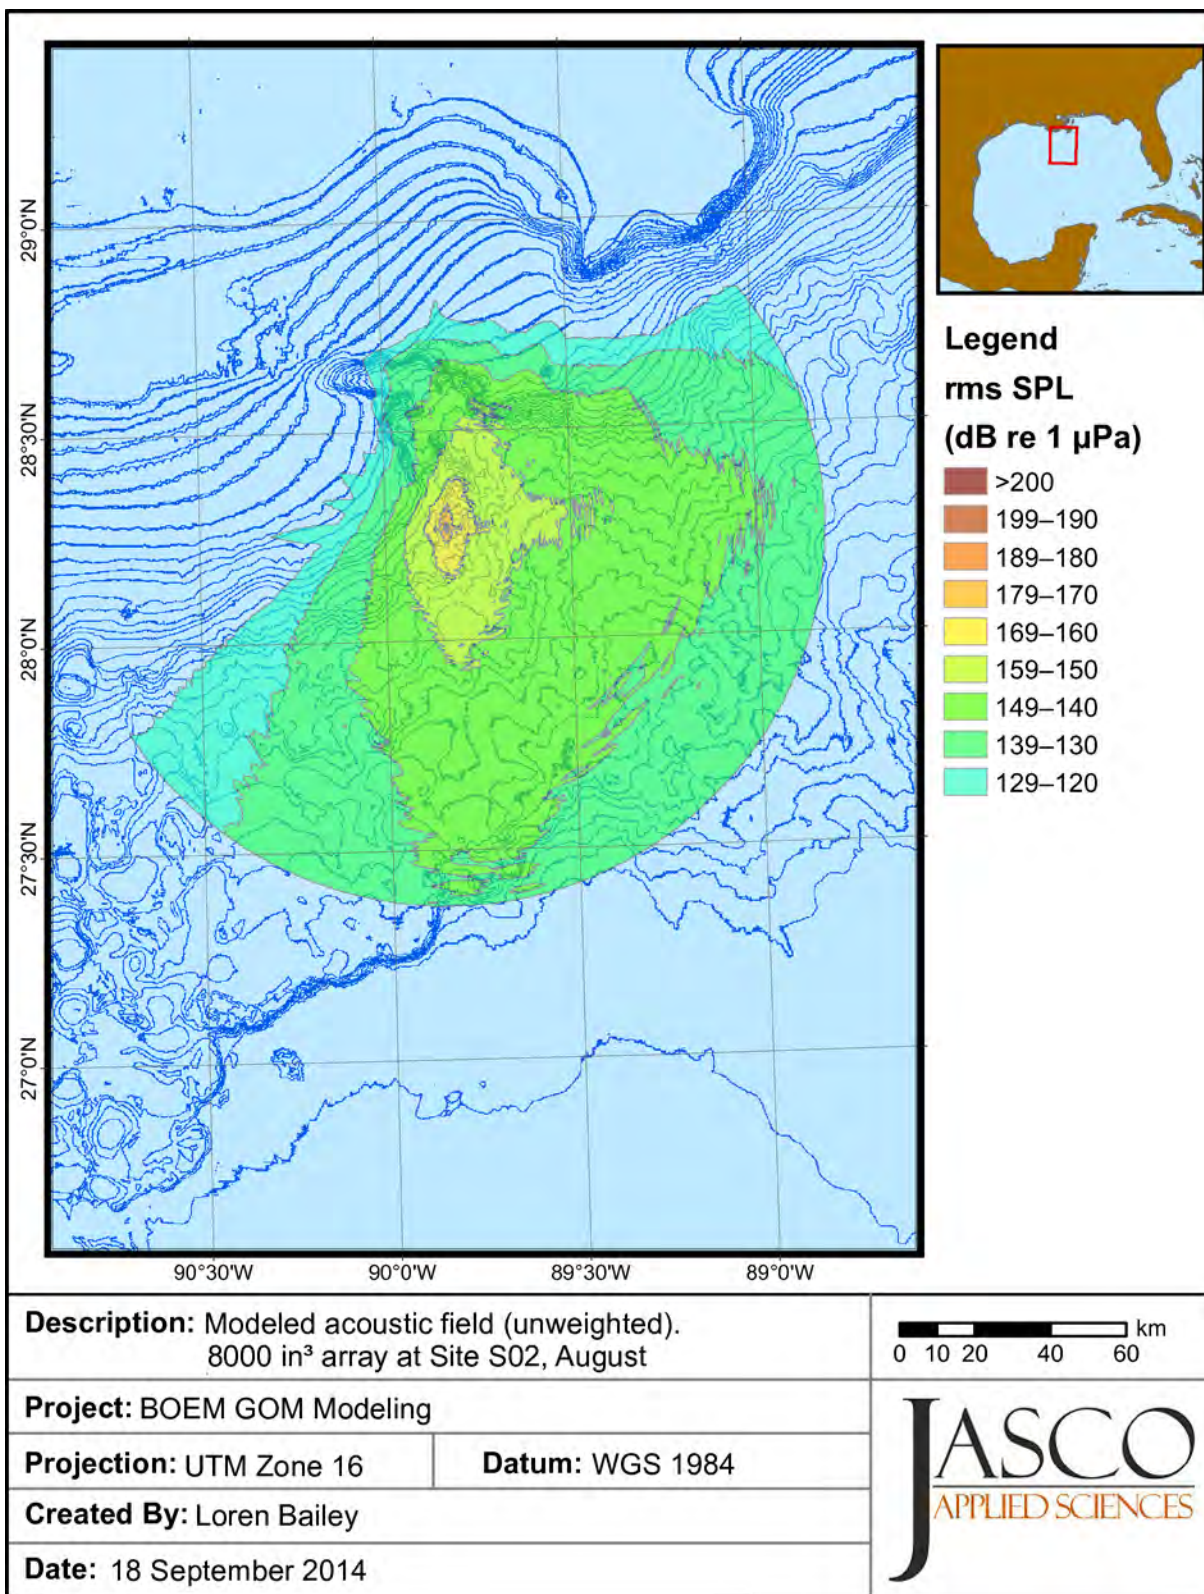 29°0'N
28°30'N
28°0'N
27°30'N
27°0'N
90°30'W
90°0'W
89°30'W
89°0'W
Legend
rms SPL
(dB re 1 µPa)
>200
199–190
189–180
179–170
169–160
159–150
149–140
139–130
129–120
Description: Modeled acoustic field (unweighted).
8000 in³ array at Site S02, August
km
0 10 20 40 60
Project: BOEM GOM Modeling
Projection: UTM Zone 16
Datum: WGS 1984
Created By: Loren Bailey
Date: 18 September 2014
JASCO
APPLIED SCIENCES